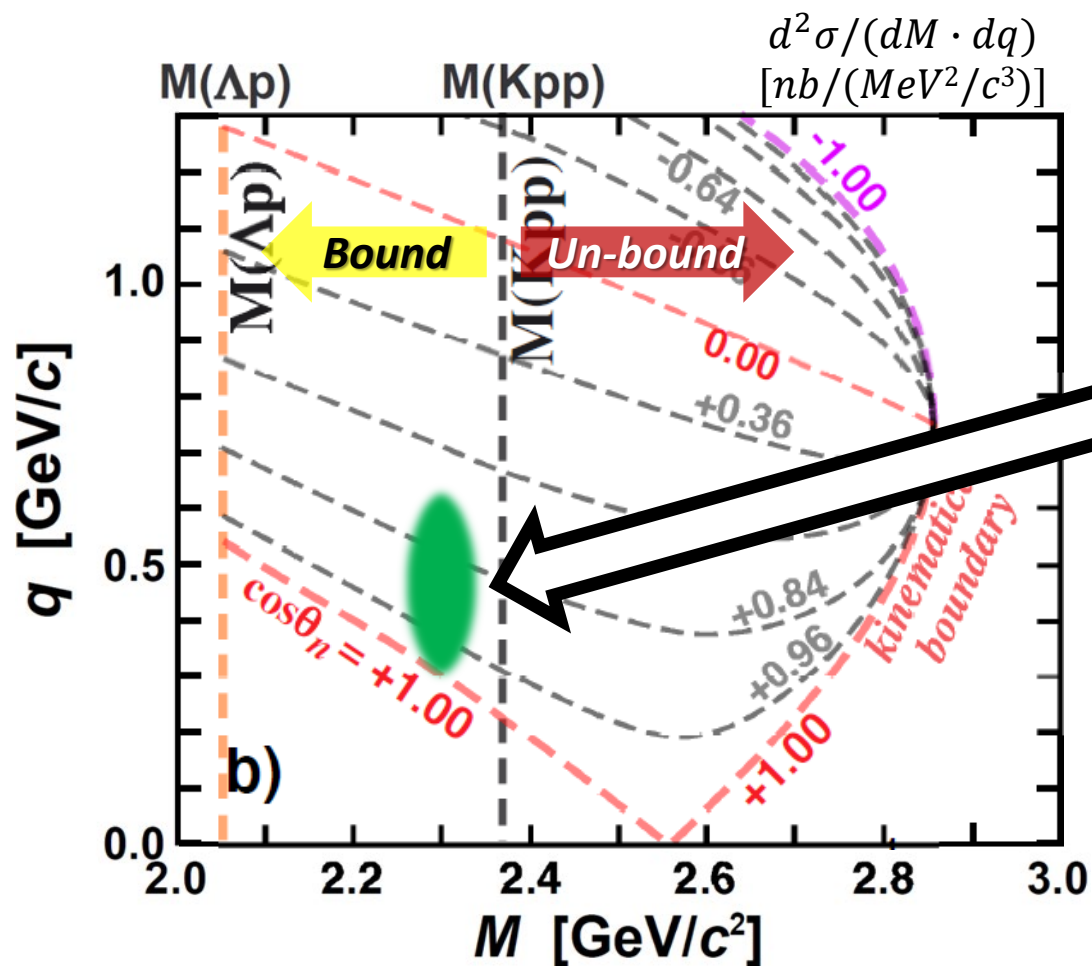 d²σ/(dM · dq)
[nb/(MeV²/c³)]
M(Λp)
M(Kpp)
-1.00
-0.64
M(Λp)
Bound
M(Kpp)
Un-bound
1.0
0.00
+0.36
q [GeV/c]
0.5
kinematical
boundary
+0.84
+0.96
cosθn = +1.00
+1.00
b)
0.0
2.0
2.2
2.4
2.6
2.8
3.0
M [GeV/c²]